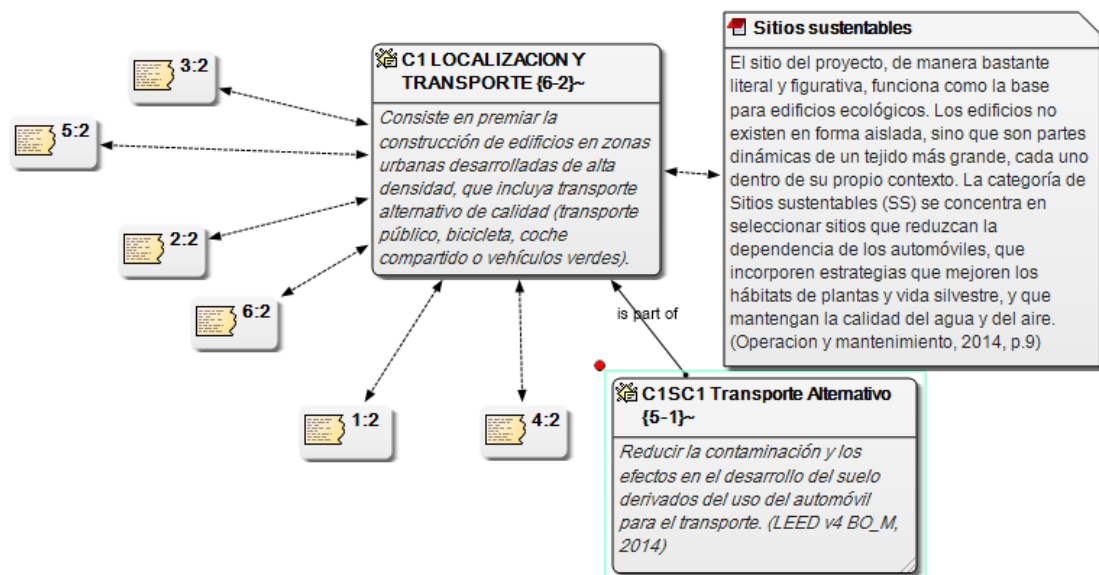 3:2
5:2
2:2
6:2
1:2
4:2
C1 LOCALIZACION Y
TRANSPORTE {6-2}~
Consiste en premiar la
construcción de edificios en zonas
urbanas desarrolladas de alta
densidad, que incluya transporte
alternativo de calidad (transporte
público, bicicleta, coche
compartido o vehículos verdes).
is part of
Sitios sustentables
El sitio del proyecto, de manera bastante
literal y figurativa, funciona como la base
para edificios ecológicos. Los edificios no
existen en forma aislada, sino que son partes
dinámicas de un tejido más grande, cada uno
dentro de su propio contexto. La categoría de
Sitios sustentables (SS) se concentra en
seleccionar sitios que reduzcan la
dependencia de los automóviles, que
incorporen estrategias que mejoren los
hábitats de plantas y vida silvestre, y que
mantengan la calidad del agua y del aire.
(Operacion y mantenimiento, 2014, p.9)
C1SC1 Transporte Alternativo
{5-1}~
Reducir la contaminación y los
efectos en el desarrollo del suelo
derivados del uso del automóvil
para el transporte. (LEED v4 BO_M,
2014)